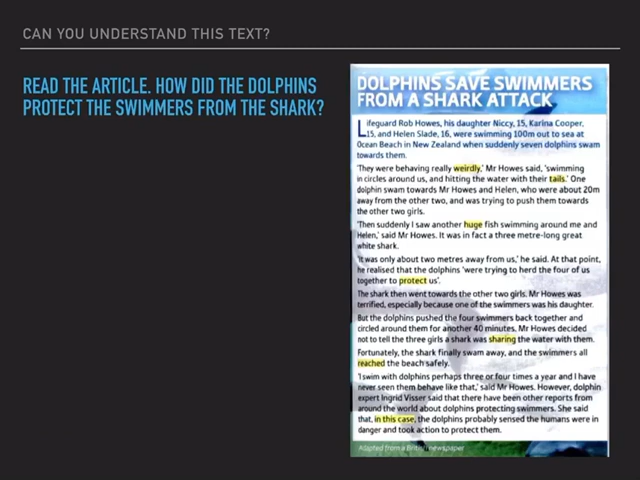 CAN YOU UNDERSTAND THIS TEXT?
READ THE ARTICLE. HOW DID THE DOLPHINS
PROTECT THE SWIMMERS FROM THE SHARK?
DOLPHINS SAVE SWIMMERS
FROM A SHARK ATTACK
Lifeguard Rob Howes, his daughter Niccy, 15, Karina Cooper,
15, and Helen Slade, 16, were swimming 100m out to sea at
Ocean Beach in New Zealand when suddenly seven dolphins swam
towards them.
'They were behaving really weirdly,' Mr Howes said, 'swimming
in circles around us, and hitting the water with their tails.' One
dolphin swam towards Mr Howes and Helen, who were about 20m
away from the other two, and was trying to push them towards
the other two girls.
'Then suddenly I saw another huge fish swimming around me and
Helen,' said Mr Howes. It was in fact a three metre-long great
white shark.
'It was only about two metres away from us,' he said. At that point,
he realised that the dolphins 'were trying to herd the four of us
together to protect us'.
The shark then went towards the other two girls. Mr Howes was
terrified, especially because one of the swimmers was his daughter.
But the dolphins pushed the four swimmers back together and
circled around them for another 40 minutes. Mr Howes decided
not to tell the three girls a shark was sharing the water with them.
Fortunately, the shark finally swam away, and the swimmers all
reached the beach safely.
'I swim with dolphins perhaps three or four times a year and I have
never seen them behave like that,' said Mr Howes. However, dolphin
expert Ingrid Visser said that there have been other reports from
around the world about dolphins protecting swimmers. She said
that, in this case, the dolphins probably sensed the humans were in
danger and took action to protect them.
Adapted from a British newspaper